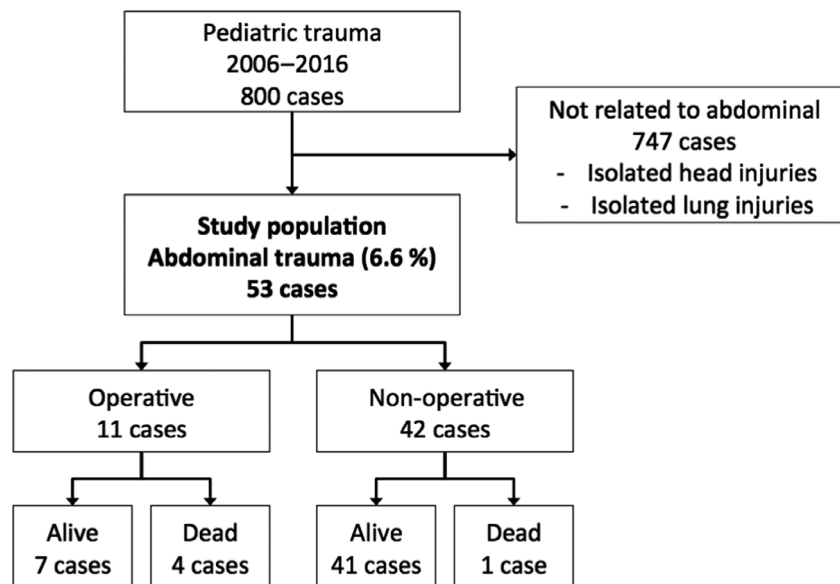 Pediatric trauma
2006–2016
800 cases
Not related to abdominal
747 cases
- Isolated head injuries
- Isolated lung injuries
Study population
Abdominal trauma (6.6 %)
53 cases
Operative
11 cases
Non-operative
42 cases
Alive
7 cases
Dead
4 cases
Alive
41 cases
Dead
1 case